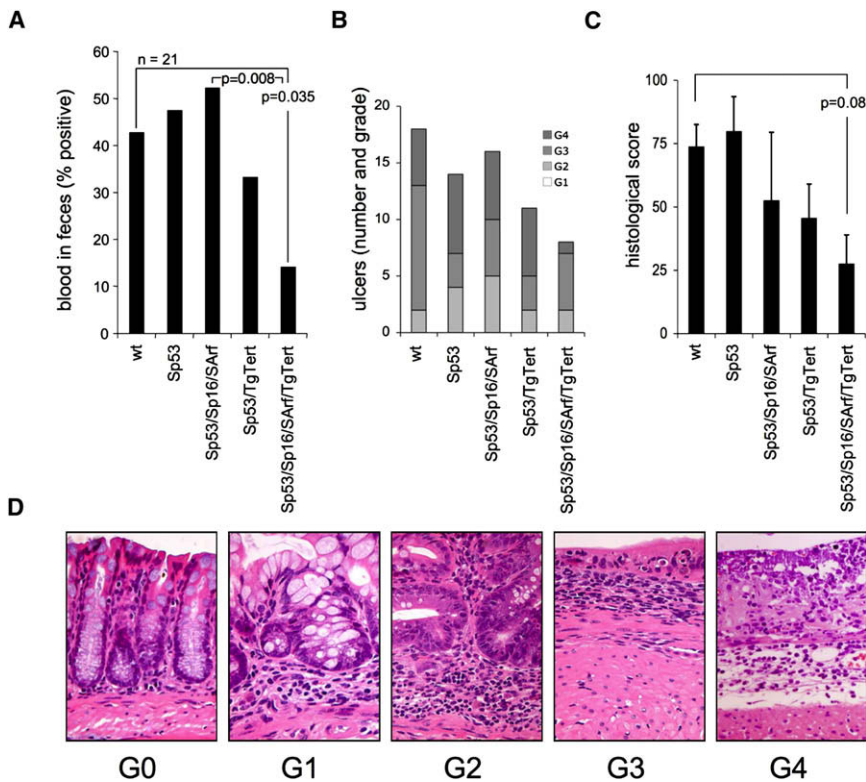 A
blood in feces (% positive)
60
50
40
30
20
10
0
n = 21
p=0.008
p=0.035
wt
Sp53
Sp53/Sp16/SArf
Sp53/TgTert
Sp53/Sp16/SArf/TgTert
B
ulcers (number and grade)
20
15
10
5
0
G4
G3
G2
G1
wt
Sp53
Sp53/Sp16/SArf
Sp53/TgTert
Sp53/Sp16/SArf/TgTert
C
histological score
100
75
50
25
0
p=0.08
wt
Sp53
Sp53/Sp16/SArf
Sp53/TgTert
Sp53/Sp16/SArf/TgTert
D
G0
G1
G2
G3
G4